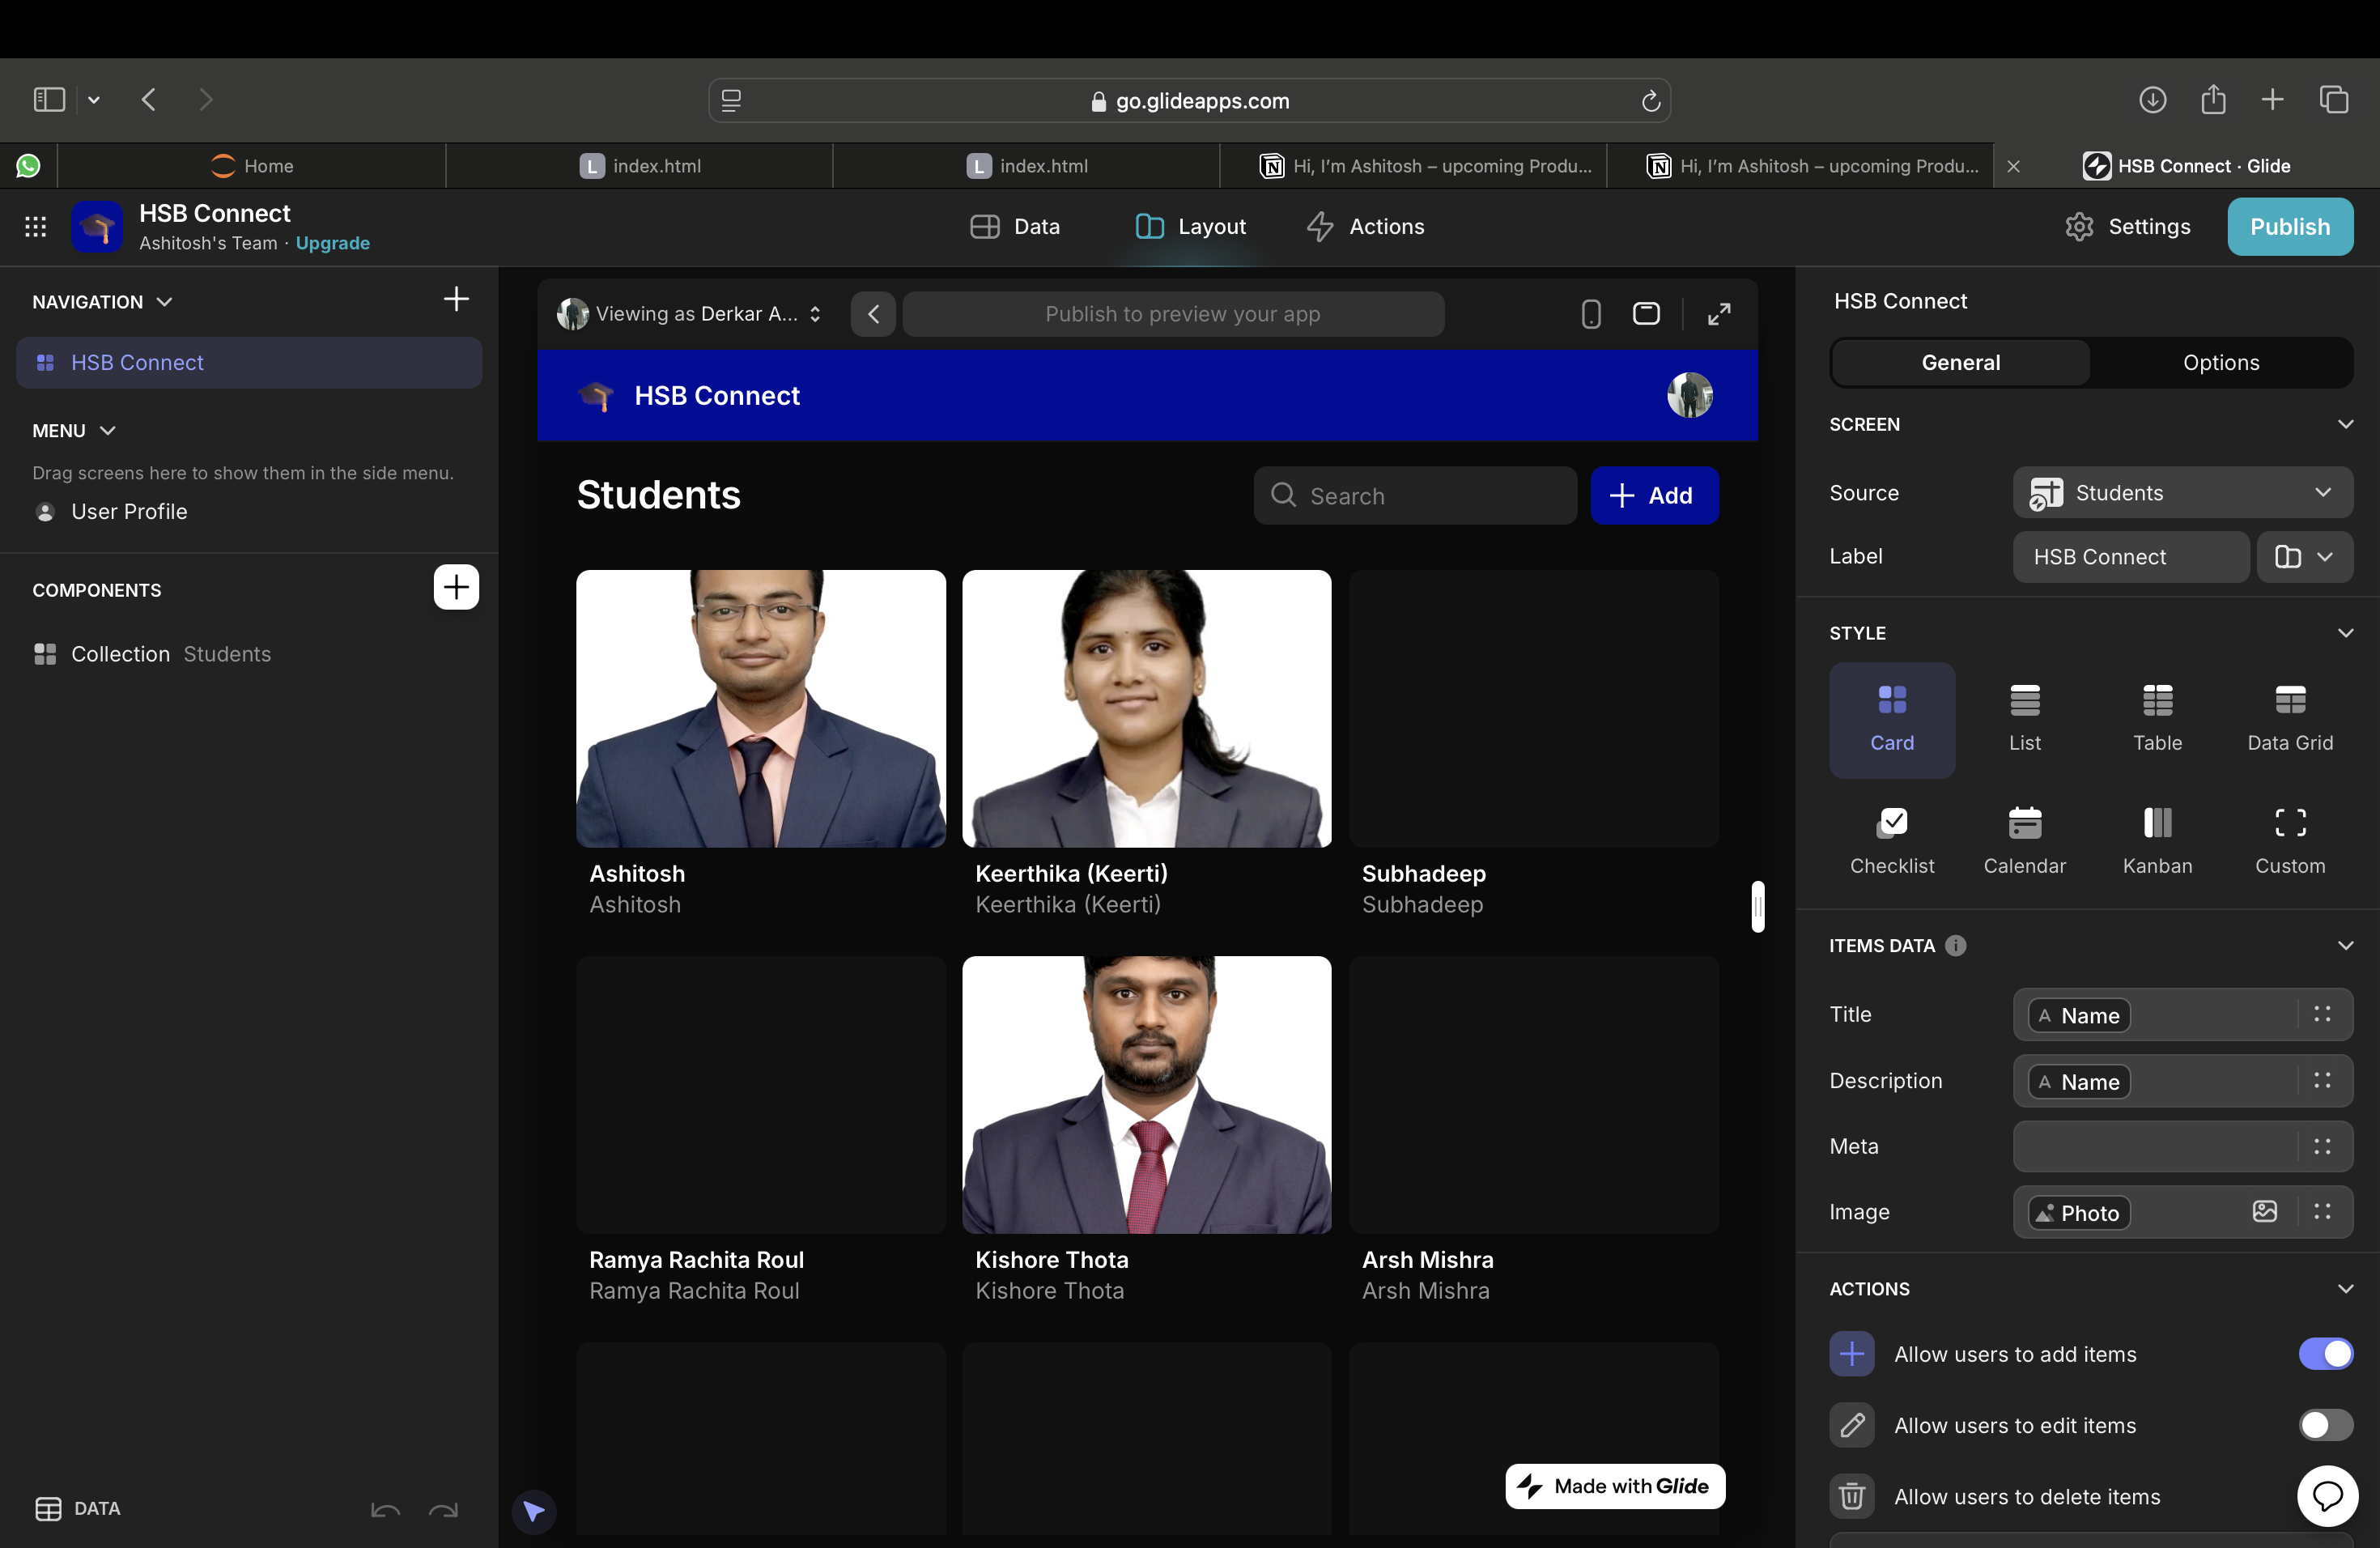 go.glideapps.com
Home
L index.html
L index.html
Hi, I'm Ashitosh – upcoming Produ...
Hi, I'm Ashitosh – upcoming Produ...
HSB Connect · Glide
HSB Connect
Ashitosh's Team · Upgrade
Data
Layout
Actions
Settings
Publish
NAVIGATION
HSB Connect
MENU
Drag screens here to show them in the side menu.
User Profile
COMPONENTS
Collection Students
DATA
Viewing as Derkar A...
Publish to preview your app
HSB Connect
Students
Search
Add
Ashitosh
Ashitosh
Keerthika (Keerti)
Keerthika (Keerti)
Subhadeep
Subhadeep
Ramya Rachita Roul
Ramya Rachita Roul
Kishore Thota
Kishore Thota
Arsh Mishra
Arsh Mishra
Made with Glide
HSB Connect
General
Options
SCREEN
Source
Students
Label
HSB Connect
STYLE
Card
List
Table
Data Grid
Checklist
Calendar
Kanban
Custom
ITEMS DATA
Title
A Name
Description
A Name
Meta
Image
Photo
ACTIONS
Allow users to add items
Allow users to edit items
Allow users to delete items